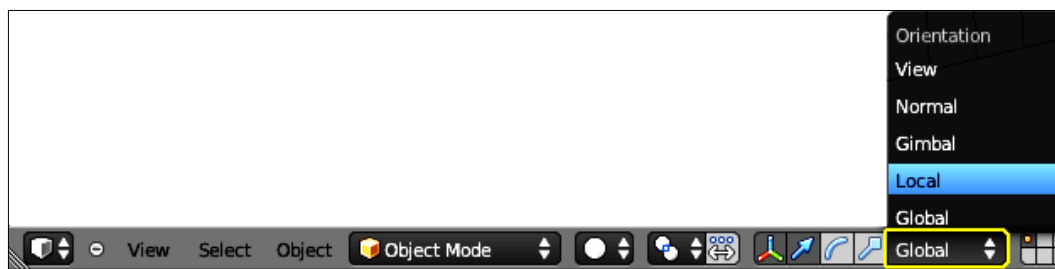 Orientation
View
Normal
Gimbal
Local
Global
View Select Object Object Mode Global